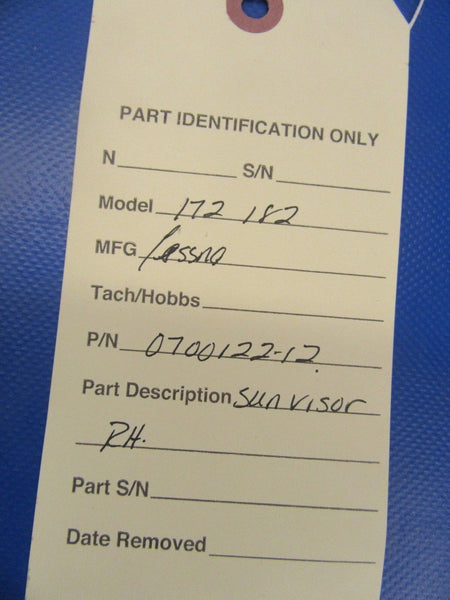 PART IDENTIFICATION ONLY
N S/N
Model 172 182
MFG Cessna
Tach/Hobbs
P/N 0700122-12
Part Description sun visor
RH.
Part S/N
Date Removed